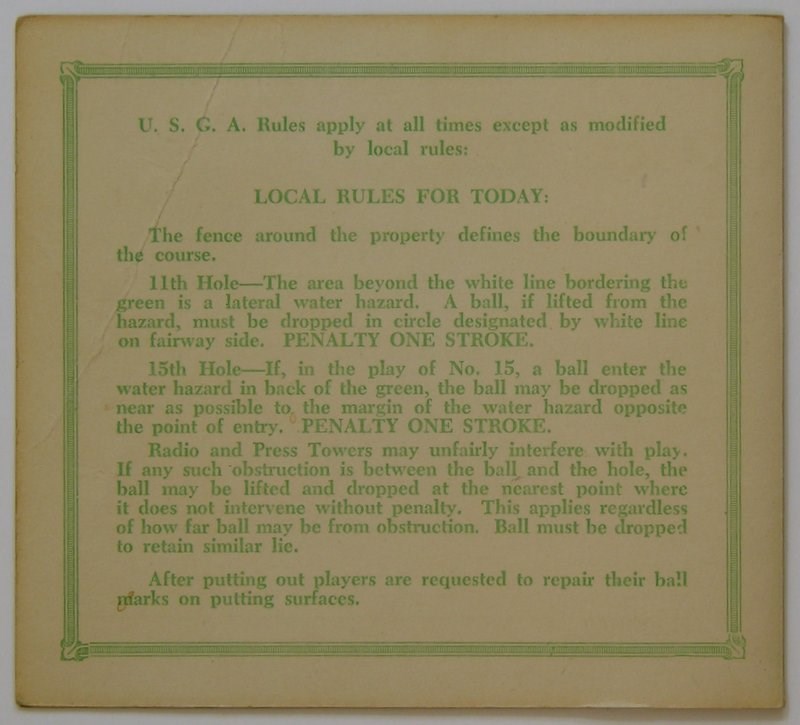 U. S. G. A. Rules apply at all times except as modified
by local rules:
LOCAL RULES FOR TODAY:
The fence around the property defines the boundary of
the course.
11th Hole—The area beyond the white line bordering the
green is a lateral water hazard. A ball, if lifted from the
hazard, must be dropped in circle designated by white line
on fairway side. PENALTY ONE STROKE.
15th Hole—If, in the play of No. 15, a ball enter the
water hazard in back of the green, the ball may be dropped as
near as possible to the margin of the water hazard opposite
the point of entry. PENALTY ONE STROKE.
Radio and Press Towers may unfairly interfere with play.
If any such obstruction is between the ball and the hole, the
ball may be lifted and dropped at the nearest point where
it does not intervene without penalty. This applies regardless
of how far ball may be from obstruction. Ball must be dropped
to retain similar lie.
After putting out players are requested to repair their ball
marks on putting surfaces.